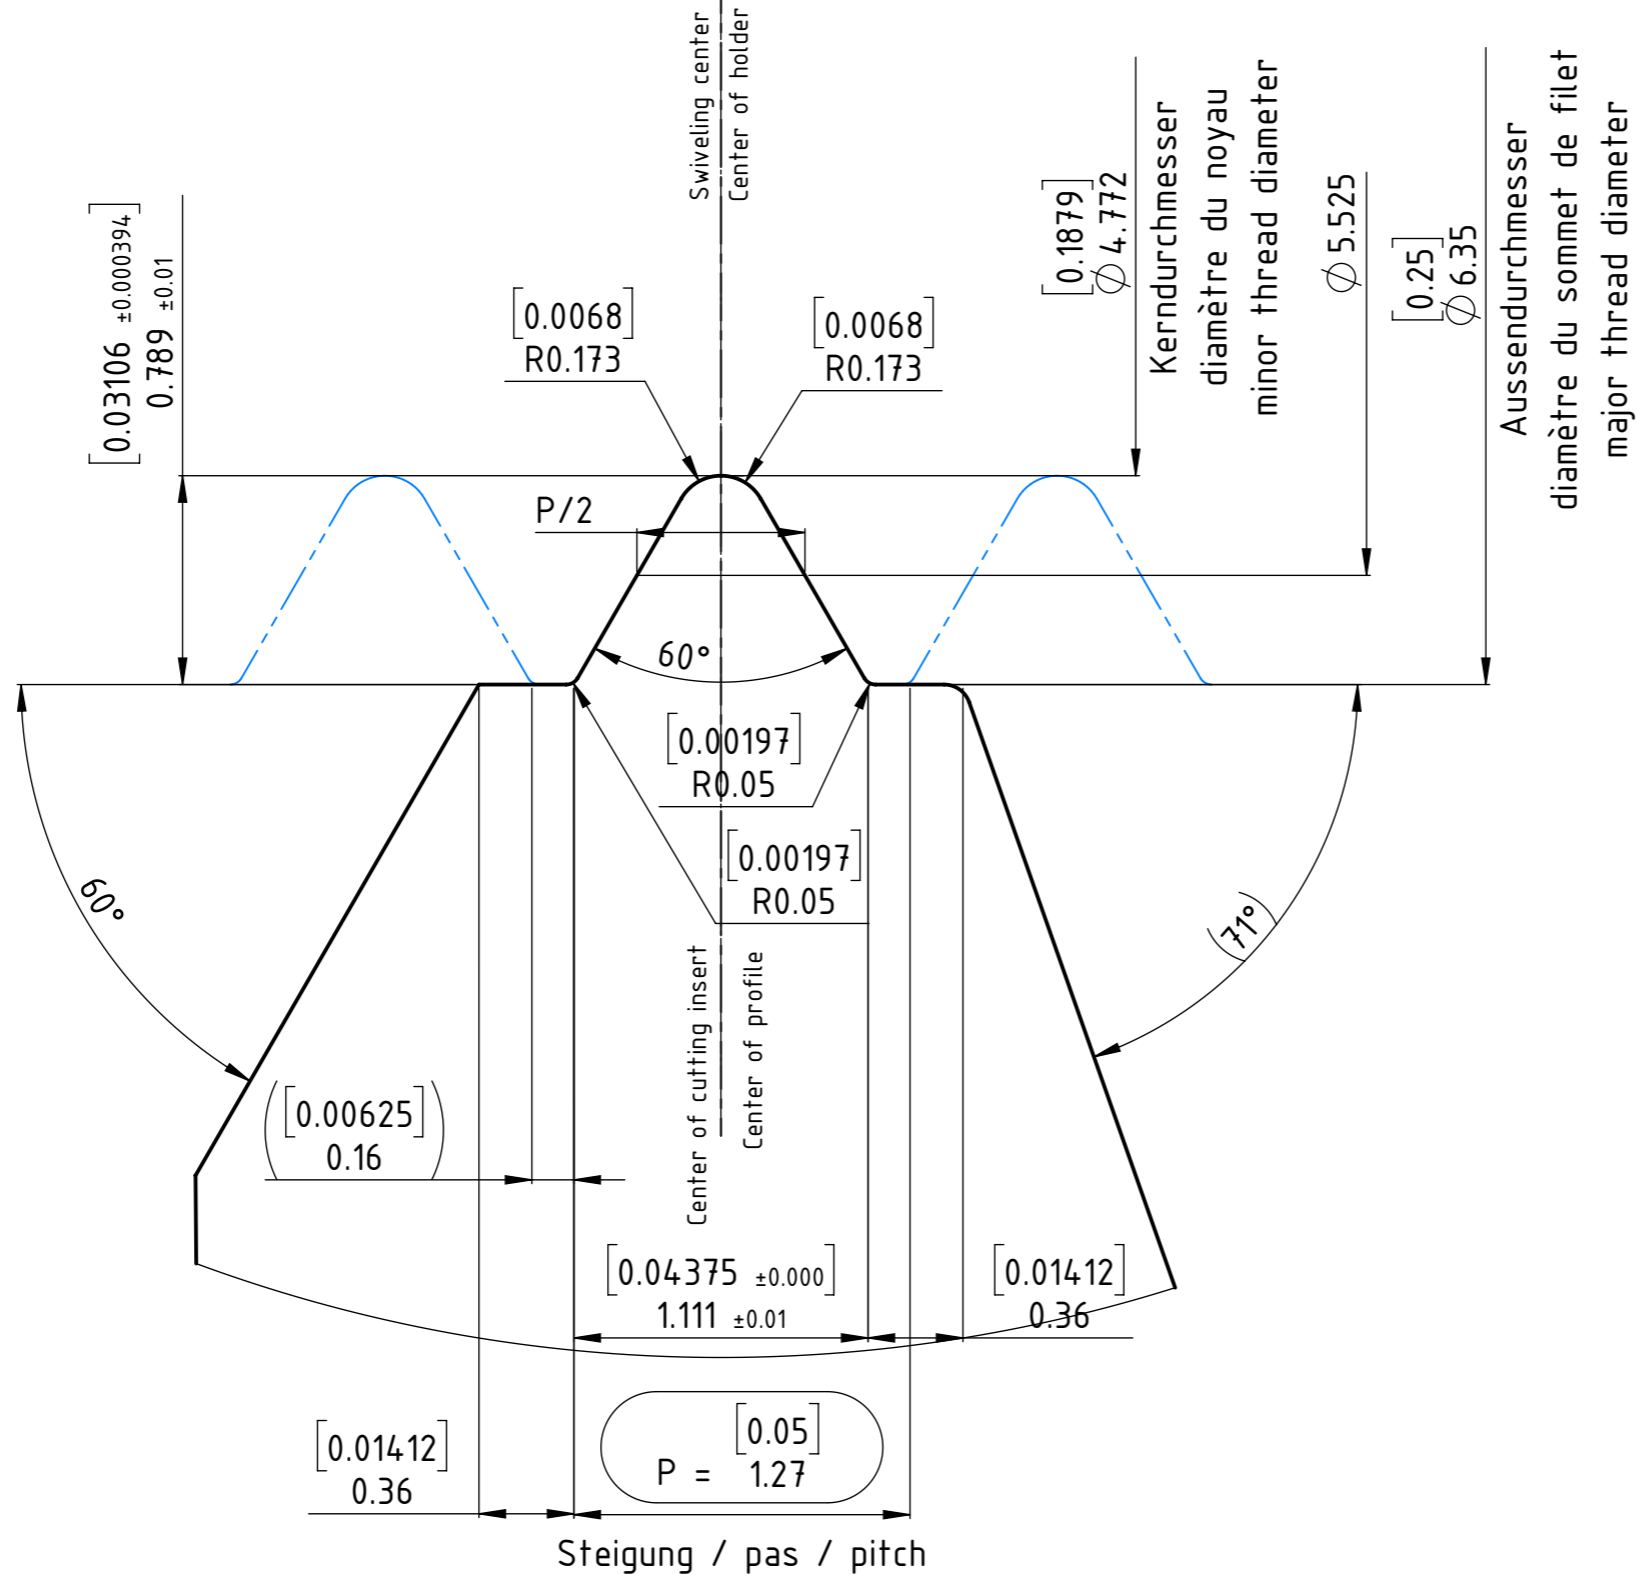 Swiveling center
Center of holder
[0.03106 ±0.000394]
0.789 ±0.01
[0.0068]
R0.173
[0.0068]
R0.173
[0.1879]
⌀4.772
Kerndurchmesser
diamètre du noyau
minor thread diameter
⌀5.525
[0.25]
⌀6.35
Aussendurchmesser
diamètre du sommet de filet
major thread diameter
P/2
60°
[0.00197]
R0.05
[0.00197]
R0.05
60°
(71°)
Center of cutting insert
Center of profile
([0.00625]
0.16)
[0.04375 ±0.000]
1.111 ±0.01
[0.01412]
0.36
[0.01412]
0.36
[0.05]
P = 1.27
Steigung / pas / pitch